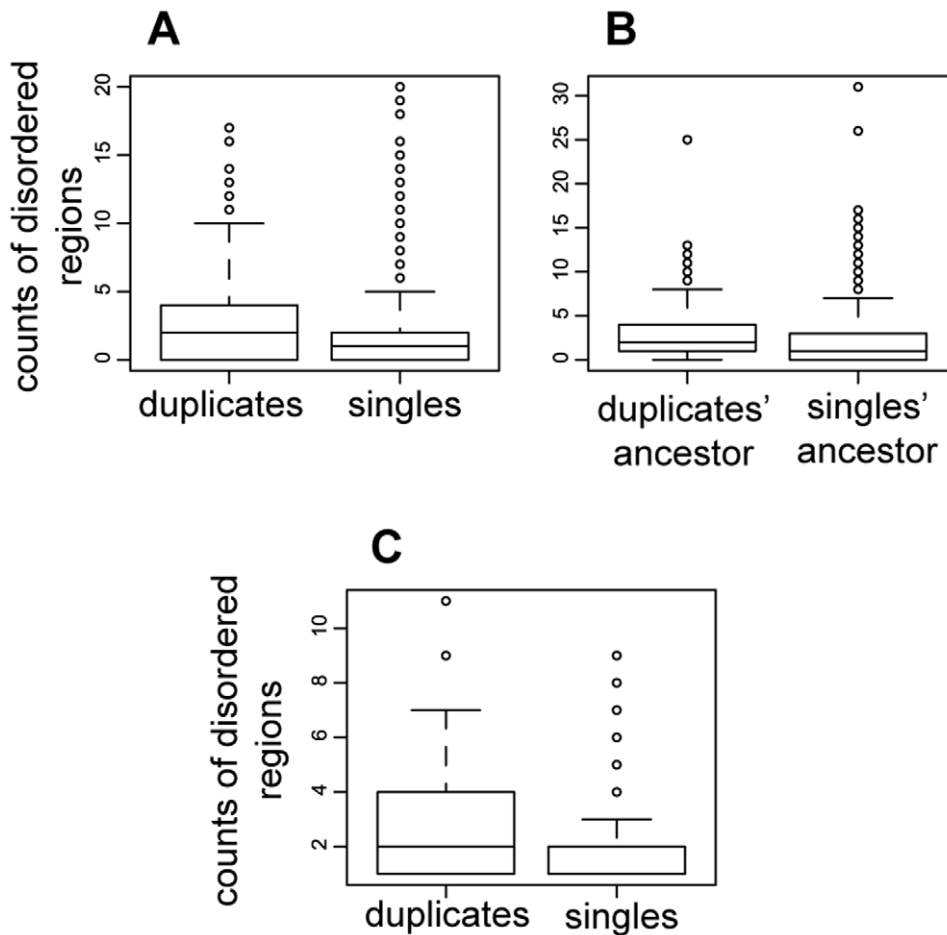 A
B
counts of disordered
regions
20
15
10
5
0
duplicates
singles
30
25
20
15
10
5
0
duplicates’
ancestor
singles’
ancestor
C
counts of disordered
regions
10
8
6
4
2
duplicates
singles